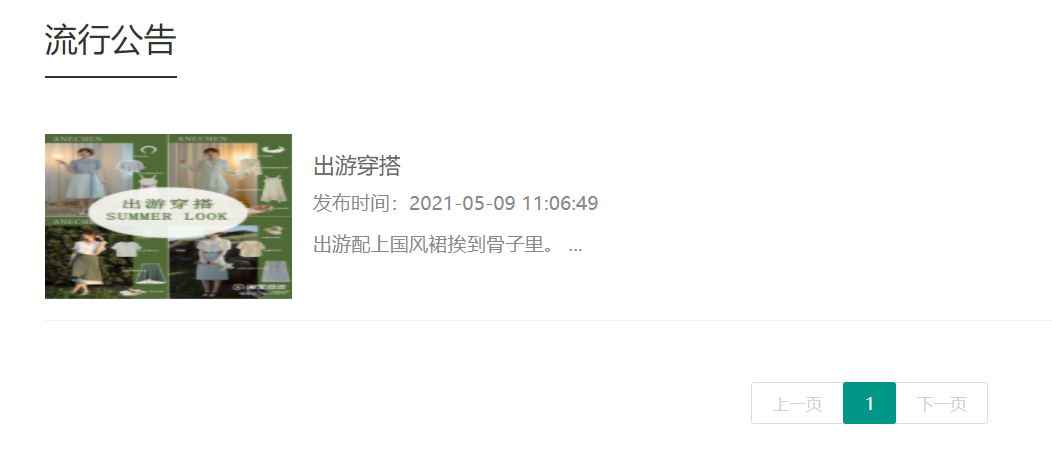 流行公告
ANECHEN
ANECHEN
出游穿搭
SUMMER LOOK
出游穿搭
发布时间：2021-05-09 11:06:49
出游配上国风裙挨到骨子里。 ...
上一页
1
下一页